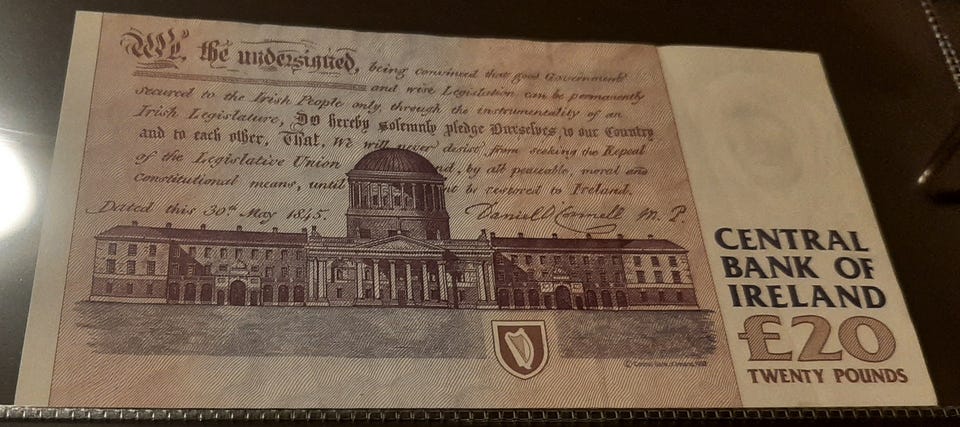 We, the undersigned, being convinced that good Government
and wise Legislation can be permanently
secured to the Irish People only, through the instrumentality of an
Irish Legislature, Do hereby solemnly pledge Ourselves, to our Country
and to each other, That, We will never desist from seeking the Repeal
of the Legislative Union d, by all peaceable, moral and
constitutional means, until nt be restored to Ireland.
Dated this 30th May 1845. Daniel O'Connell M. P.
CENTRAL
BANK OF
IRELAND
£20
TWENTY POUNDS